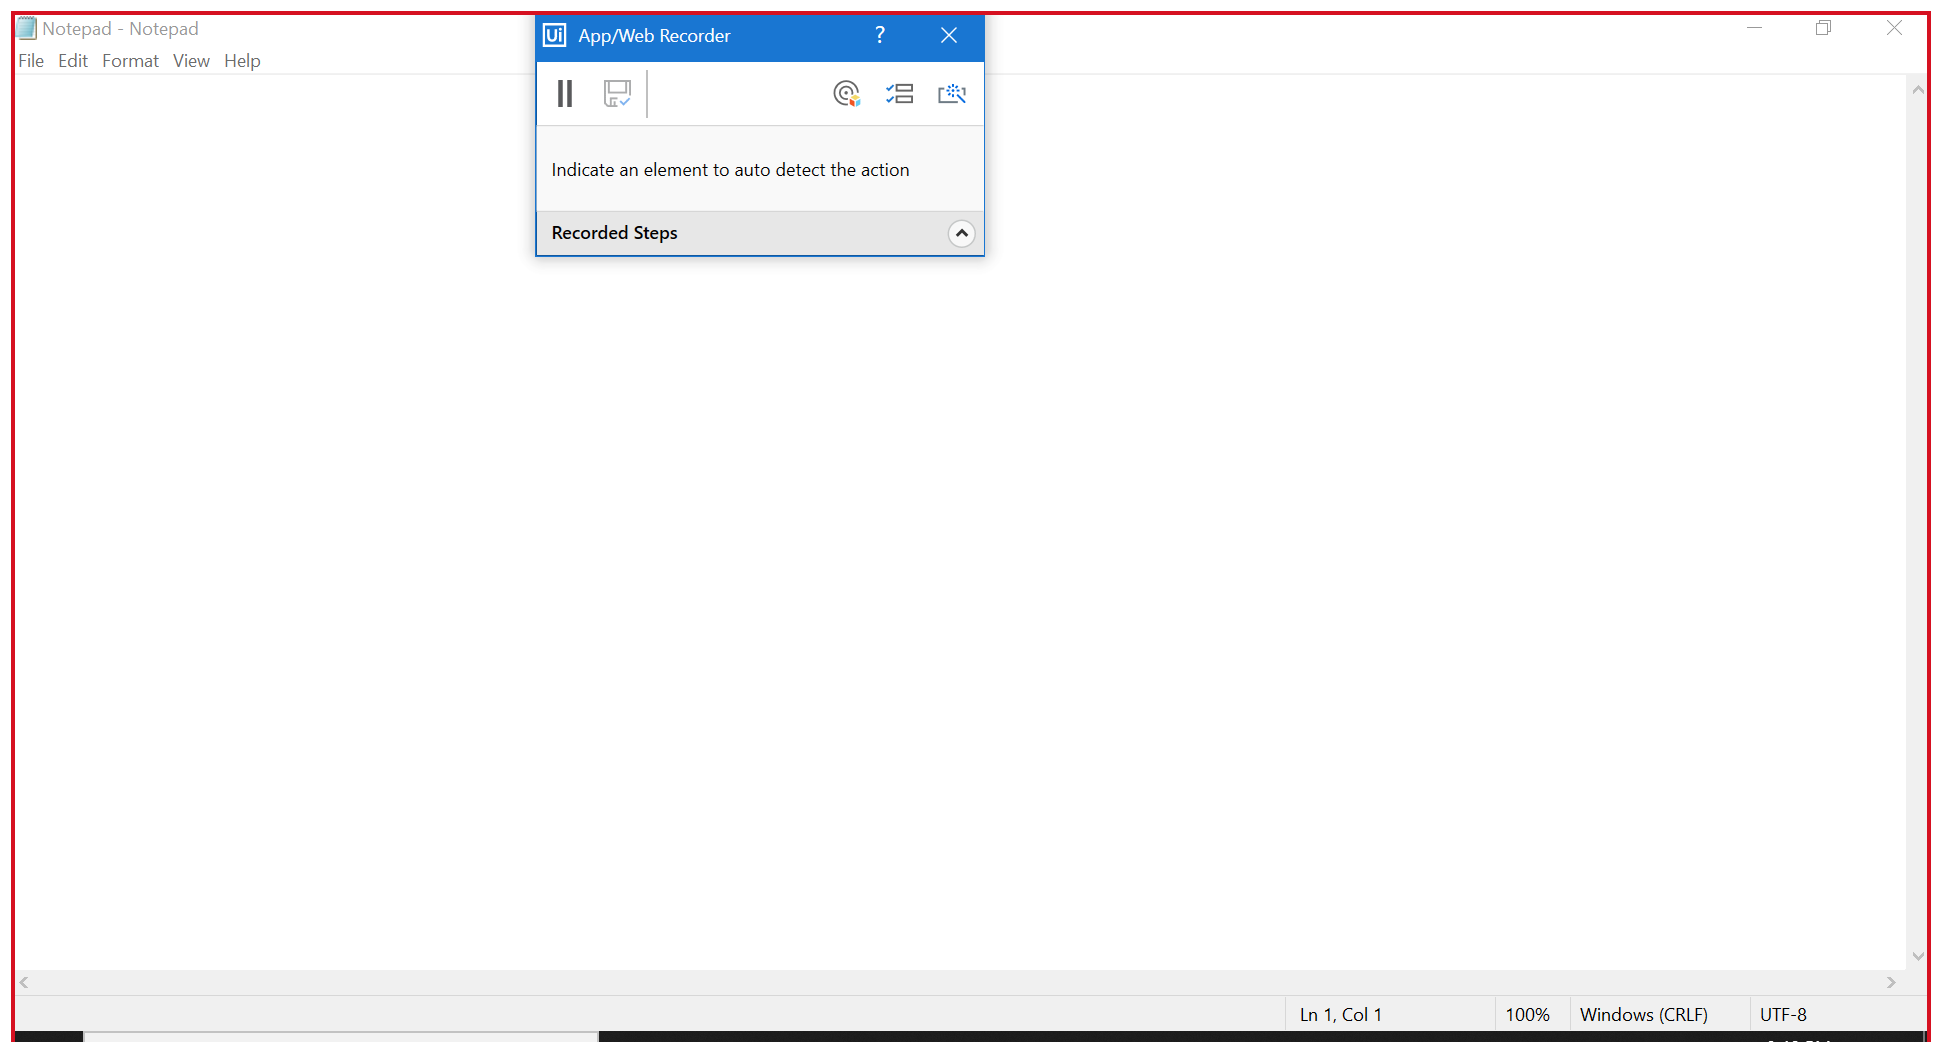 Notepad - Notepad
File Edit Format View Help
Ui App/Web Recorder ?
Indicate an element to auto detect the action
Recorded Steps
Ln 1, Col 1 100% Windows (CRLF) UTF-8